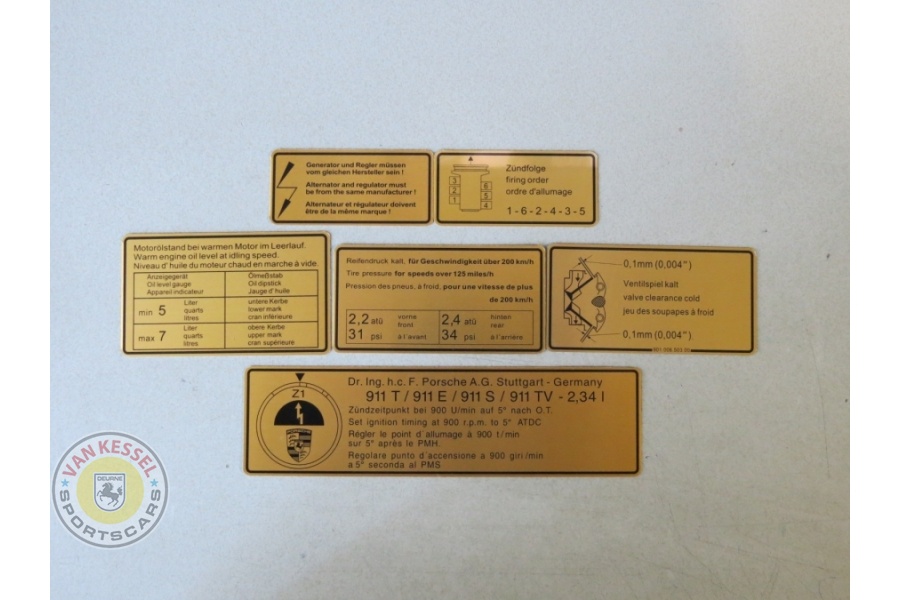 Generator und Regler müssen
vom gleichen Hersteller sein !
Alternator and regulator must
be from the same manufacturer !
Alternateur et régulateur doivent
être de la même marque !
3
2
1
6
5
4
Zündfolge
firing order
ordre d'allumage
1-6-2-4-3-5
Motorölstand bei warmen Motor im Leerlauf.
Warm engine oil level at idling speed.
Niveau d'huile du moteur chaud en marche à vide.
Anzeigegerät
Oil level gauge
Appareil indicateur
Ölmeßstab
Oil dipstick
Jauge d'huile
min 5
Liter
quarts
litres
untere Kerbe
lower mark
cran inférieure
max 7
Liter
quarts
litres
obere Kerbe
upper mark
cran supérieure
Reifendruck kalt, für Geschwindigkeit über 200 km/h
Tire pressure for speeds over 125 miles/h
Pression des pneus, à froid, pour une vitesse de plus
de 200 km/h
2,2 atü
31 psi
vorne
front
à l'avant
2,4 atü
34 psi
hinten
rear
à l'arrière
0,1mm (0,004")
Ventilspiel kalt
valve clearance cold
jeu des soupapes à froid
0,1mm (0,004")
Z1
Dr. Ing. h.c. F. Porsche A.G. Stuttgart - Germany
911 T / 911 E / 911 S / 911 TV - 2,34 l
Zündzeitpunkt bei 900 U/min auf 5° nach O.T.
Set ignition timing at 900 r.p.m. to 5° ATDC
Régler le point d'allumage à 900 t/min
sur 5° après le PMH.
Regolare punto d'accensione a 900 giri/min
a 5° seconda al PMS
VAN KESSEL
DEURNE
SPORTSCARS